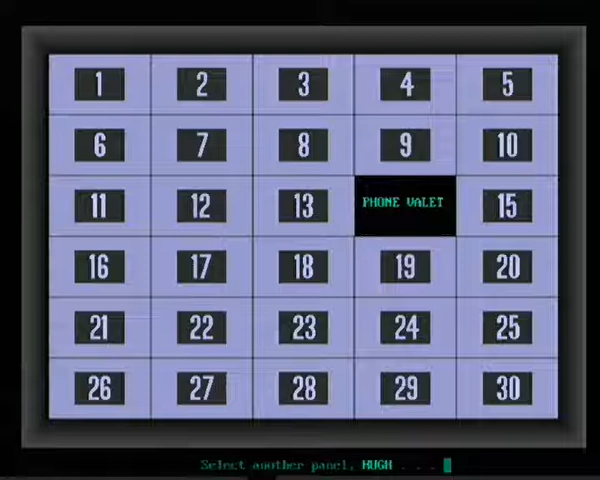 1 2 3 4 5
6 7 8 9 10
11 12 13 PHONE VALET 15
16 17 18 19 20
21 22 23 24 25
26 27 28 29 30
Select another panel, HUGH . . .